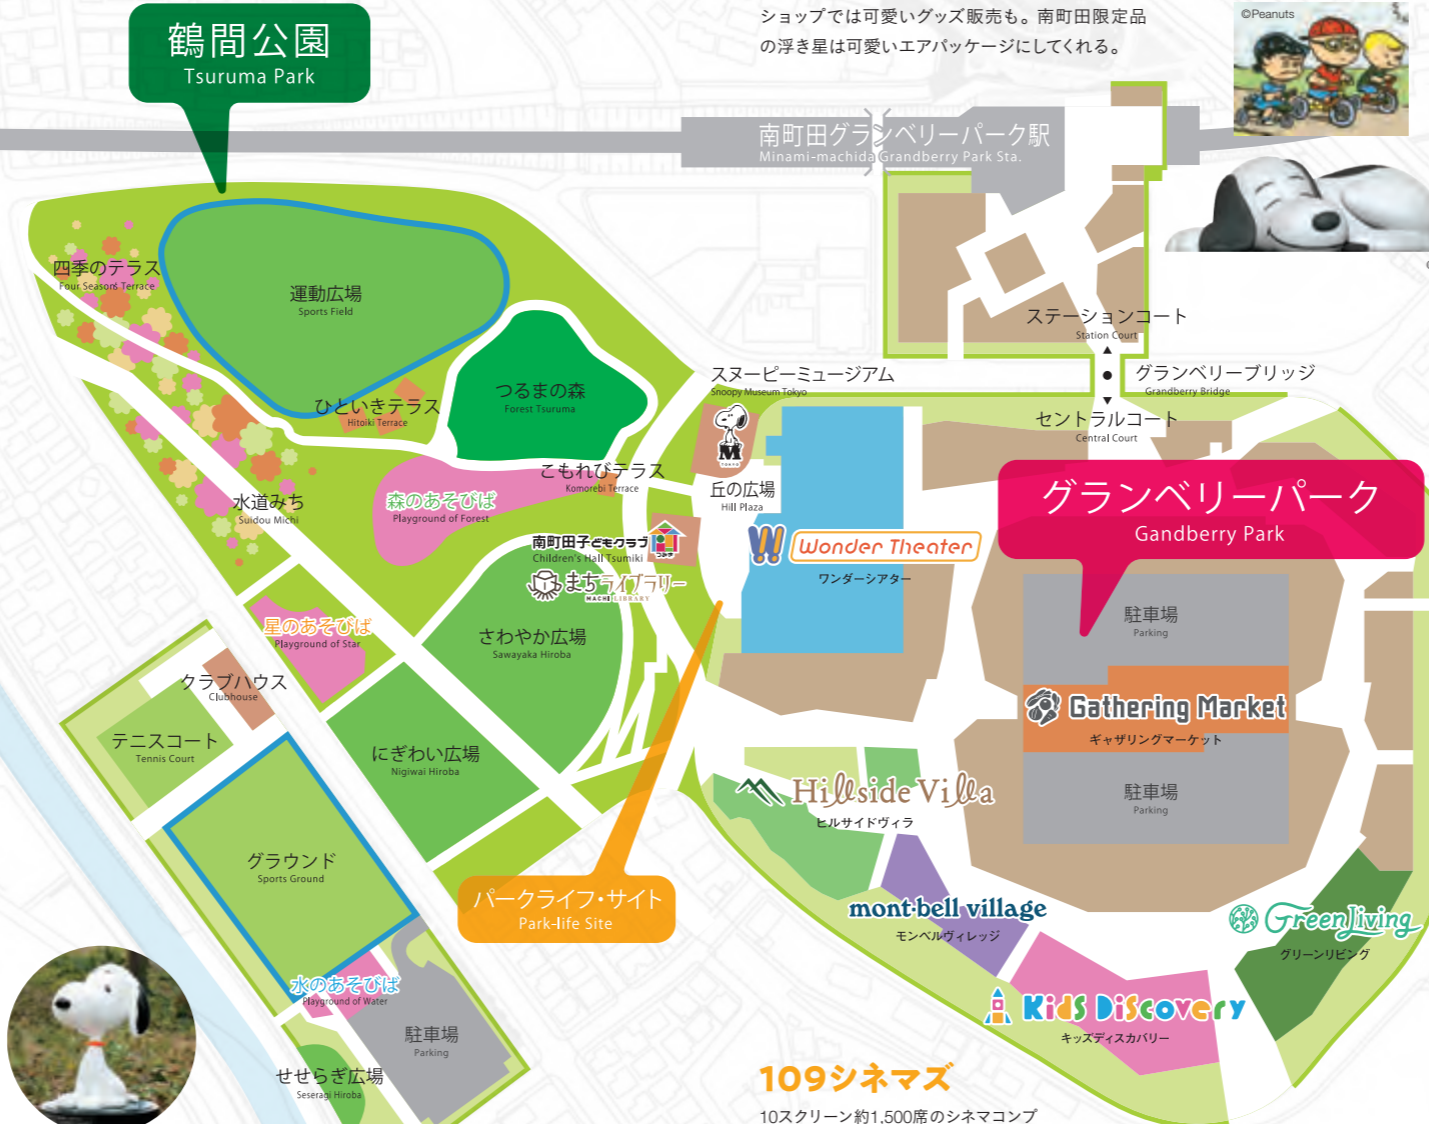 鶴間公園
Tsuruma Park
ショップでは可愛いグッズ販売も。南町田限定品
の浮き星は可愛いエアパッケージにしてくれる。
©Peanuts
南町田グランベリーパーク駅
Minami-machida Grandberry Park Sta.
四季のテラス
Four Seasons Terrace
運動広場
Sports Field
ステーションコート
Station Court
スヌーピーミュージアム
Snoopy Museum Tokyo
グランベリーブリッジ
Grandberry Bridge
つるまの森
Forest Tsuruma
ひといきテラス
Hitoiki Terrace
セントラルコート
Central Court
M
TOKYO
こもれびテラス
Komorebi Terrace
丘の広場
Hill Plaza
グランベリーパーク
Gandberry Park
水道みち
Suidou Michi
森のあそびば
Playground of Forest
南町田子どもクラブ
つみき
Children's Hall Tsumiki
まちライブラリー
MACHI LIBRARY
W Wonder Theater
ワンダーシアター
駐車場
Parking
星のあそびば
Playground of Star
さわやか広場
Sawayaka Hiroba
クラブハウス
Clubhouse
Gathering Market
ギャザリングマーケット
テニスコート
Tennis Court
にぎわい広場
Nigiwai Hiroba
Hillside Villa
ヒルサイドヴィラ
駐車場
Parking
グラウンド
Sports Ground
パークライフ・サイト
Park-life Site
mont-bell village
モンベルヴィレッジ
Green Living
グリーンリビング
水のあそびば
Playground of Water
Kids Discovery
キッズディスカバリー
駐車場
Parking
せせらぎ広場
Seseragi Hiroba
109シネマズ
10スクリーン約1,500席のシネマコンプ